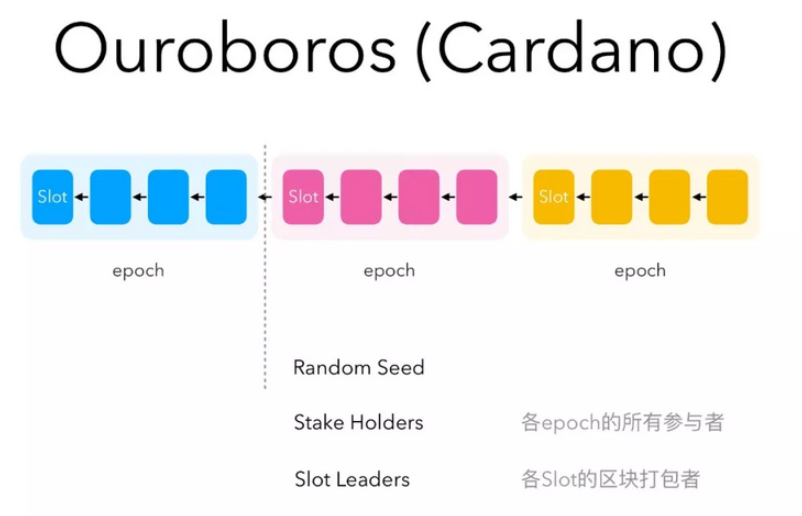 Ouroboros (Cardano)
Slot Slot Slot
epoch epoch epoch
Random Seed
Stake Holders 各epoch的所有参与者
Slot Leaders 各Slot的区块打包者